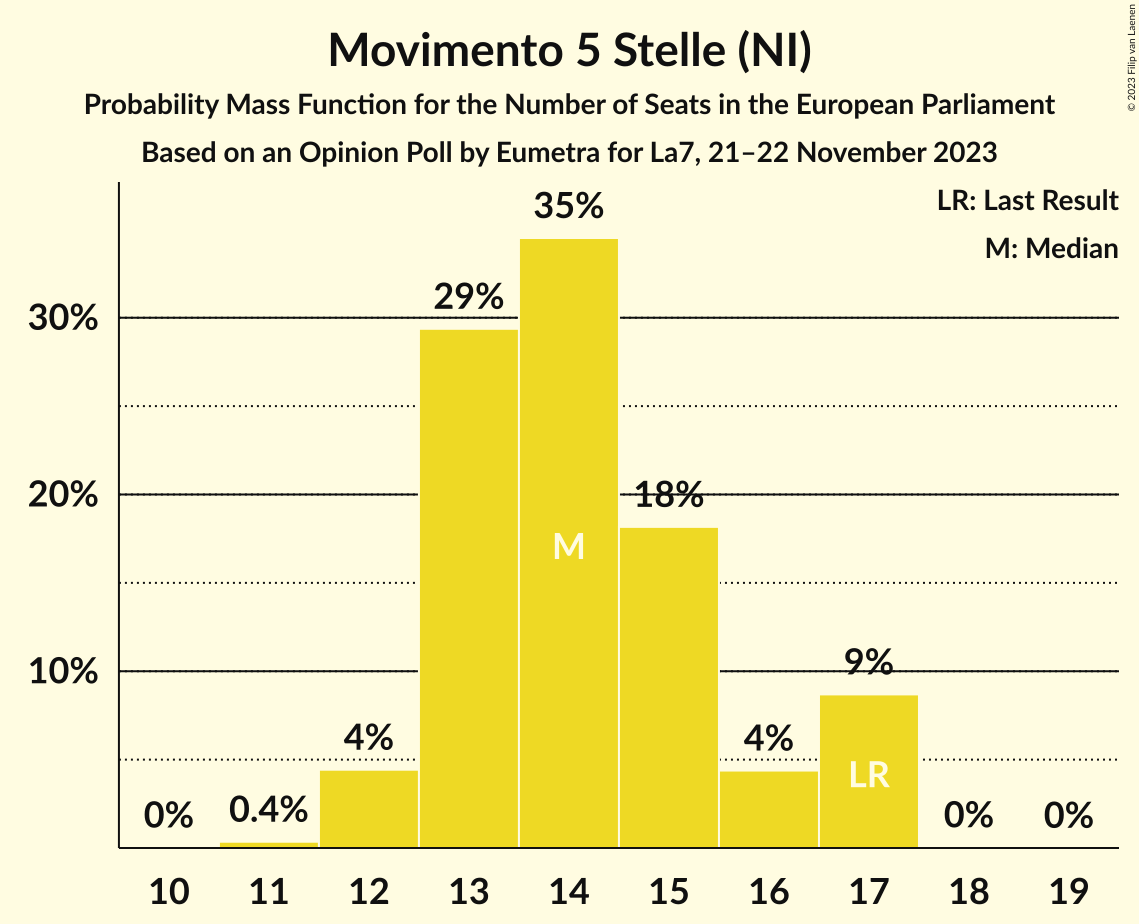 Movimento 5 Stelle (NI)
Probability Mass Function for the Number of Seats in the European Parliament
Based on an Opinion Poll by Eumetra for La7, 21–22 November 2023
© 2023 Filip van Laenen
LR: Last Result
M: Median
35%
29%
30%
18%
20%
M
9%
10%
4%
4%
LR
0%
0.4%
0%
0%
10 11 12 13 14 15 16 17 18 19